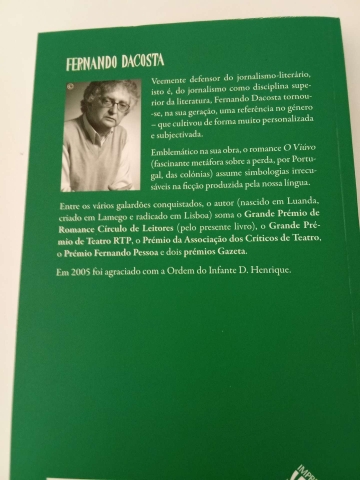 FERNANDO DACOSTA
Veemente defensor do jornalismo-literário,
isto é, do jornalismo como disciplina supe-
rior da literatura, Fernando Dacosta tornou-
-se, na sua geração, uma referência no género
– que cultivou de forma muito personalizada
e subjectivada.
Emblemático na sua obra, o romance O Viúvo
(fascinante metáfora sobre a perda, por Portu-
gal, das colónias) assume simbologias irrecu-
sáveis na ficção produzida pela nossa língua.
Entre os vários galardões conquistados, o autor (nascido em Luanda,
criado em Lamego e radicado em Lisboa) soma o Grande Prémio de
Romance Círculo de Leitores (pelo presente livro), o Grande Pré-
mio de Teatro RTP, o Prémio da Associação dos Críticos de Teatro,
o Prémio Fernando Pessoa e dois prémios Gazeta.
Em 2005 foi agraciado com a Ordem do Infante D. Henrique.